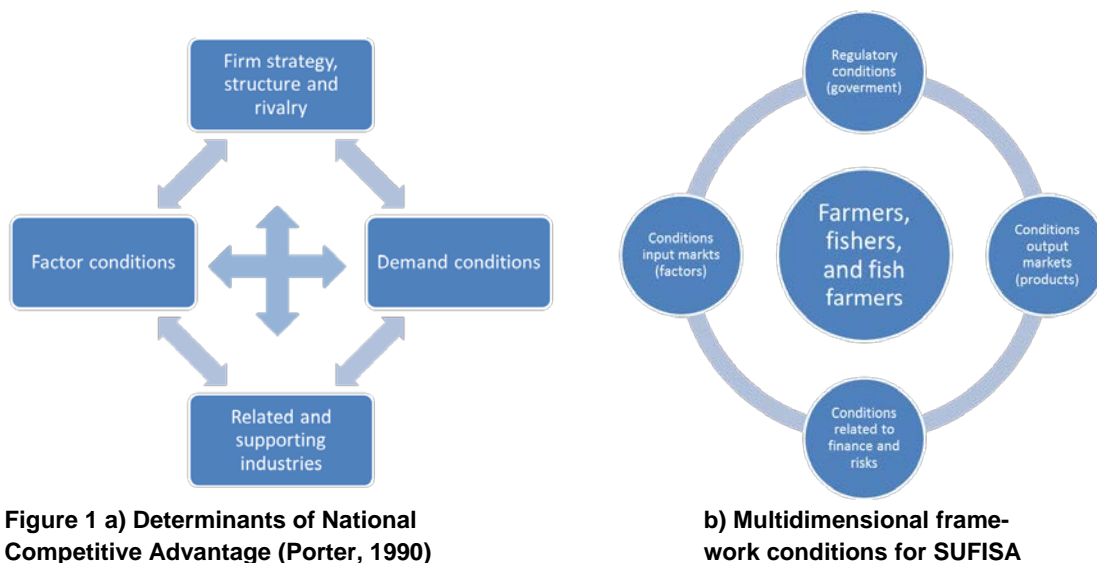 Firm strategy,
structure and
rivalry
Factor conditions
Demand conditions
Related and
supporting
industries
Figure 1 a) Determinants of National
Competitive Advantage (Porter, 1990)
Regulatory
conditions
(goverment)
Conditions
input markts
(factors)
Farmers,
fishers,
and fish
farmers
Conditions
output
markets
(products)
Conditions
related to
finance and
risks
b) Multidimensional frame-
work conditions for SUFISA